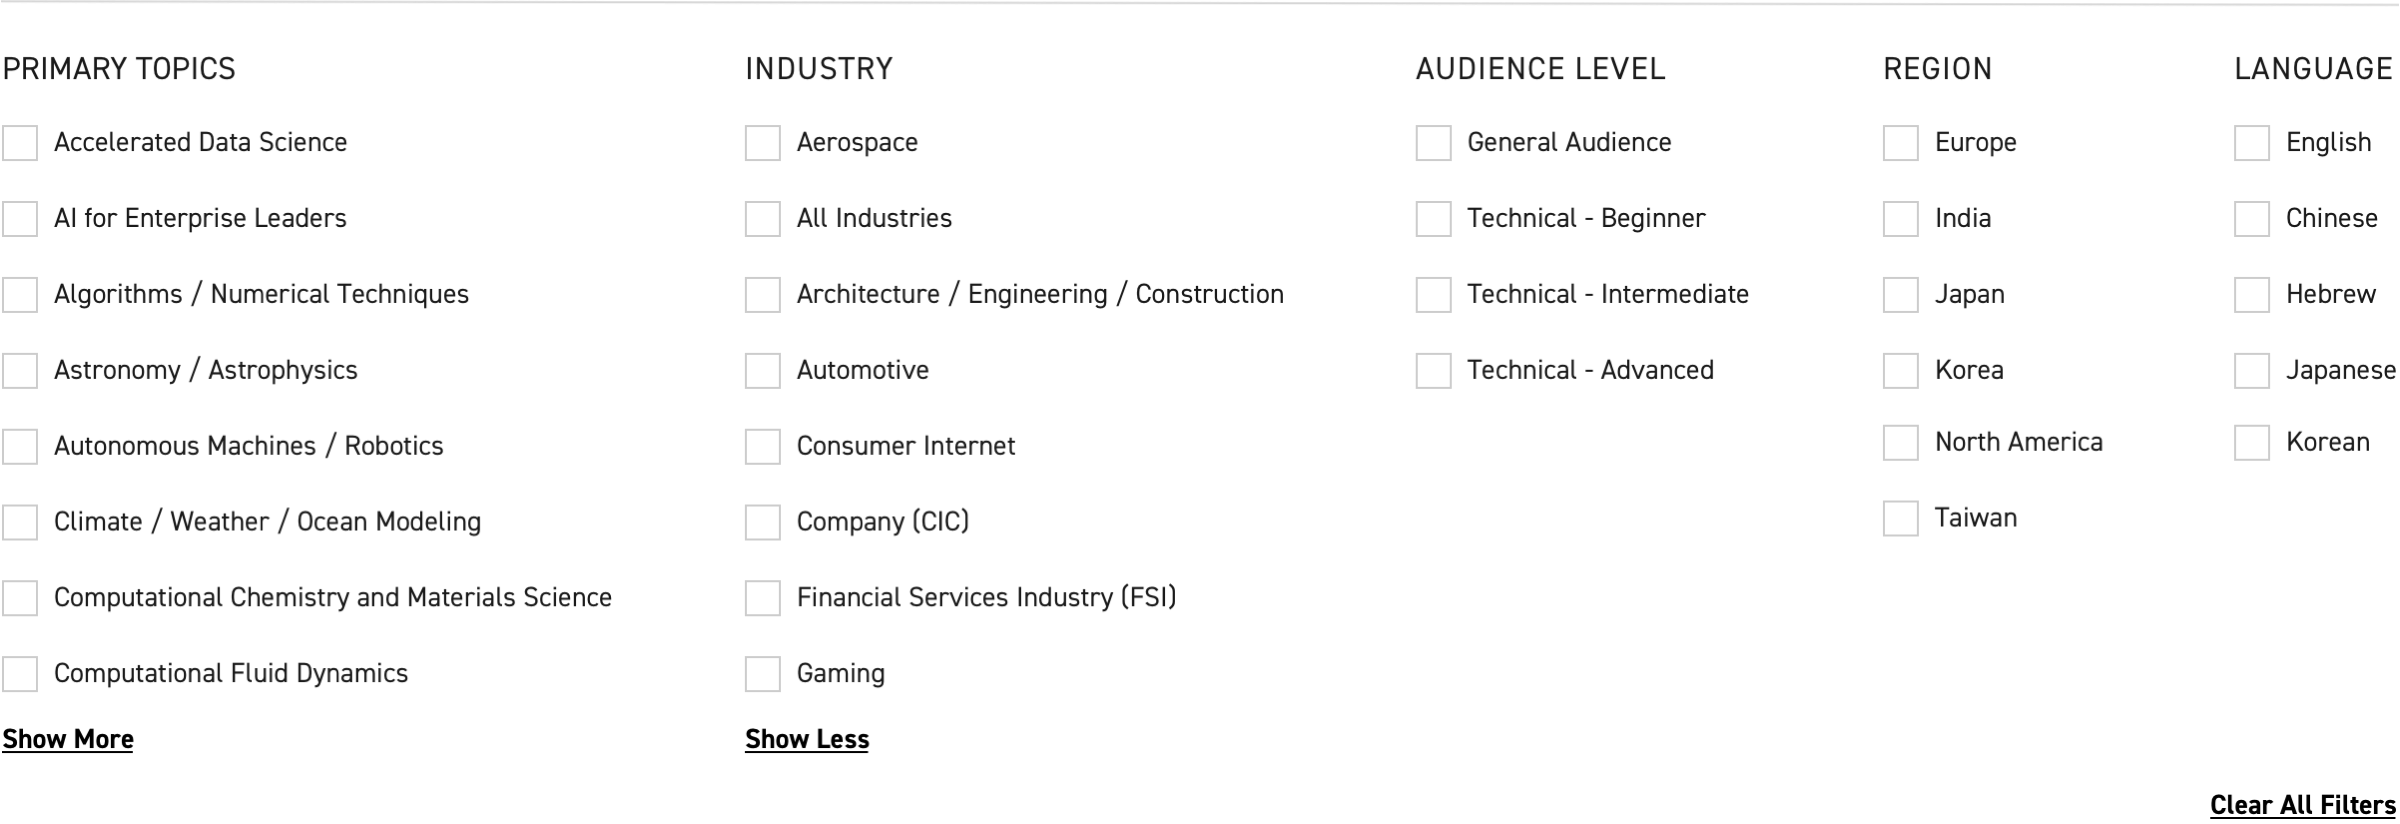 PRIMARY TOPICS
Accelerated Data Science
AI for Enterprise Leaders
Algorithms / Numerical Techniques
Astronomy / Astrophysics
Autonomous Machines / Robotics
Climate / Weather / Ocean Modeling
Computational Chemistry and Materials Science
Computational Fluid Dynamics
Show More
INDUSTRY
Aerospace
All Industries
Architecture / Engineering / Construction
Automotive
Consumer Internet
Company (CIC)
Financial Services Industry (FSI)
Gaming
Show Less
AUDIENCE LEVEL
General Audience
Technical - Beginner
Technical - Intermediate
Technical - Advanced
REGION
Europe
India
Japan
Korea
North America
Taiwan
LANGUAGE
English
Chinese
Hebrew
Japanese
Korean
Clear All Filters